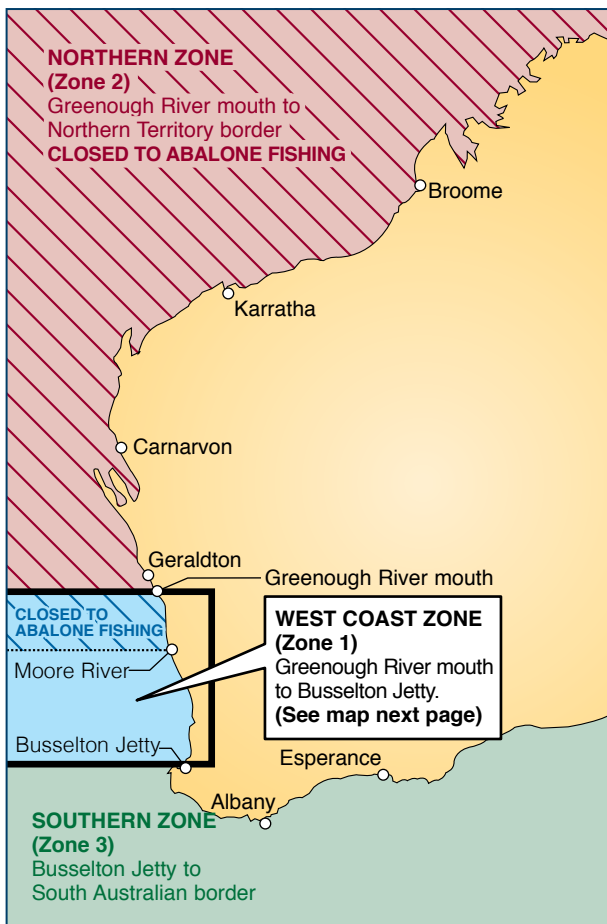 NORTHERN ZONE
(Zone 2)
Greenough River mouth to
Northern Territory border
CLOSED TO ABALONE FISHING
Broome
Karratha
Carnarvon
Geraldton
Greenough River mouth
CLOSED TO
ABALONE FISHING
Moore River
WEST COAST ZONE
(Zone 1)
Greenough River mouth
to Busselton Jetty.
(See map next page)
Busselton Jetty
Esperance
Albany
SOUTHERN ZONE
(Zone 3)
Busselton Jetty to
South Australian border